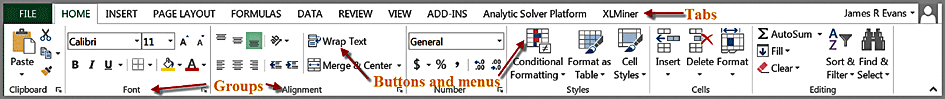 FILE HOME INSERT PAGE LAYOUT FORMULAS DATA REVIEW VIEW ADD-INS Analytic Solver Platform XLMiner Tabs James R Evans
Calibri 11 A A Wrap Text General AutoSum
Paste Fill
B I U A Merge & Center $ % , Conditional Formatting Format as Table Cell Styles Insert Delete Format Clear Sort & Filter Find & Select
Groups Buttons and menus
Clipboard Font Alignment Number Styles Cells Editing